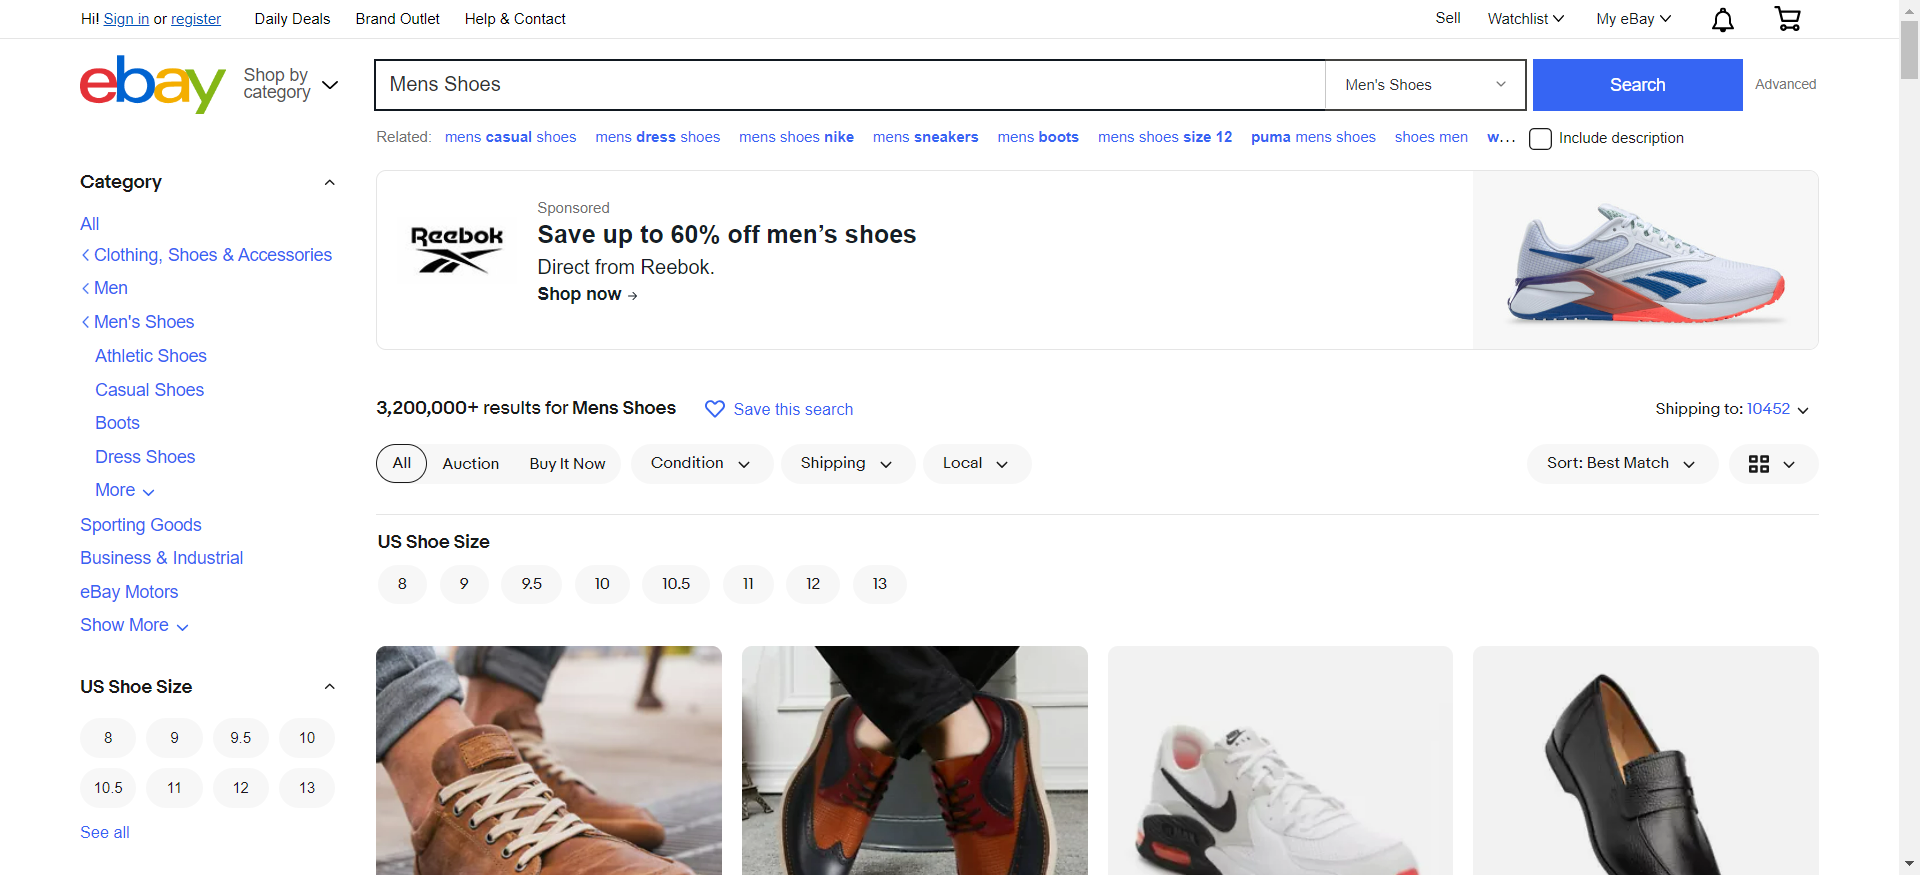 Hi! Sign in or register Daily Deals Brand Outlet Help & Contact Sell Watchlist My eBay
ebay
Shop by
category
Mens Shoes Men's Shoes Search Advanced
Related: mens casual shoes mens dress shoes mens shoes nike mens sneakers mens boots mens shoes size 12 puma mens shoes shoes men w... Include description
Category
All
Clothing, Shoes & Accessories
Men
Men's Shoes
Athletic Shoes
Casual Shoes
Boots
Dress Shoes
More
Sporting Goods
Business & Industrial
eBay Motors
Show More
US Shoe Size
8 9 9.5 10
10.5 11 12 13
See all
Reebok
Sponsored
Save up to 60% off men’s shoes
Direct from Reebok.
Shop now →
3,200,000+ results for Mens Shoes Save this search Shipping to: 10452
All Auction Buy It Now Condition Shipping Local Sort: Best Match
US Shoe Size
8 9 9.5 10 10.5 11 12 13